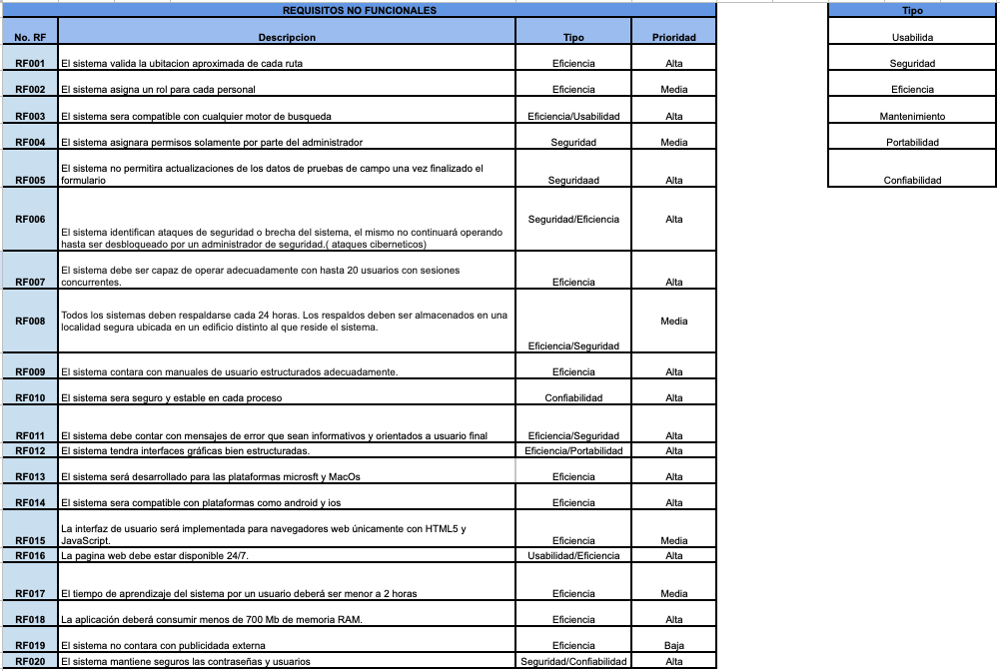 REQUISITOS NO FUNCIONALES
No. RF Descripcion Tipo Prioridad
RF001 El sistema valida la ubitacion aproximada de cada ruta Eficiencia Alta
RF002 El sistema asigna un rol para cada personal Eficiencia Media
RF003 El sistema sera compatible con cualquier motor de busqueda Eficiencia/Usabilidad Alta
RF004 El sistema asignara permisos solamente por parte del administrador Seguridad Media
El sistema no permitira actualizaciones de los datos de pruebas de campo una vez finalizado el
RF005 formulario Seguridaad Alta
RF006 Seguridad/Eficiencia Alta
El sistema identifican ataques de seguridad o brecha del sistema, el mismo no continuará operando
hasta ser desbloqueado por un administrador de seguridad.( ataques ciberneticos)
El sistema debe ser capaz de operar adecuadamente con hasta 20 usuarios con sesiones
RF007 concurrentes. Eficiencia Alta
Todos los sistemas deben respaldarse cada 24 horas. Los respaldos deben ser almacenados en una
RF008 localidad segura ubicada en un edificio distinto al que reside el sistema. Media
Eficiencia/Seguridad
RF009 El sistema contara con manuales de usuario estructurados adecuadamente. Eficiencia Alta
RF010 El sistema sera seguro y estable en cada proceso Confiabilidad Alta
RF011 El sistema debe contar con mensajes de error que sean informativos y orientados a usuario final Eficiencia/Seguridad Alta
RF012 El sistema tendra interfaces gráficas bien estructuradas. Eficiencia/Portabilidad Alta
RF013 El sistema será desarrollado para las plataformas microsft y MacOs Eficiencia Alta
RF014 El sistema sera compatible con plataformas como android y ios Eficiencia Alta
La interfaz de usuario será implementada para navegadores web únicamente con HTML5 y
RF015 JavaScript. Eficiencia Media
RF016 La pagina web debe estar disponible 24/7. Usabilidad/Eficiencia Alta
RF017 El tiempo de aprendizaje del sistema por un usuario deberá ser menor a 2 horas Eficiencia Media
RF018 La aplicación deberá consumir menos de 700 Mb de memoria RAM. Eficiencia Alta
RF019 El sistema no contara con publicidada externa Eficiencia Baja
RF020 El sistema mantiene seguros las contraseñas y usuarios Seguridad/Confiabilidad Alta
Tipo
Usabilida
Seguridad
Eficiencia
Mantenimiento
Portabilidad
Confiabilidad